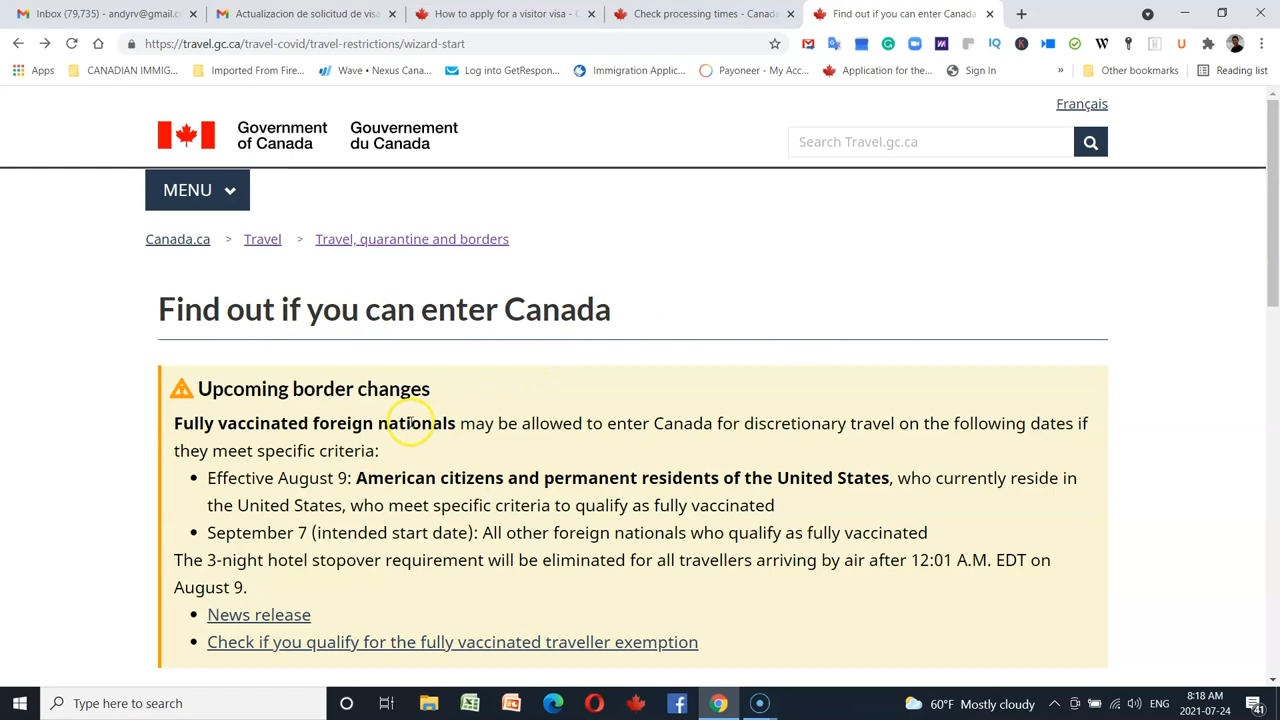 Inbox (79,735) - andyrv@gmail.c
Actualizacion de solicitud de visa
How to apply for a visitor visa - C
Check processing times - Canada
Find out if you can enter Canada
https://travel.gc.ca/travel-covid/travel-restrictions/wizard-start
Apps
CANADIAN IMMIG...
Imported From Fire...
Wave • Nexus Cana...
Log into GetRespon...
Immigration Applic...
Payoneer - My Acc...
Application for the...
Sign In
»
Other bookmarks
Reading list
Français
Government of Canada
Gouvernement du Canada
Search Travel.gc.ca
MENU
Canada.ca > Travel > Travel, quarantine and borders
Find out if you can enter Canada
Upcoming border changes
Fully vaccinated foreign nationals may be allowed to enter Canada for discretionary travel on the following dates if
they meet specific criteria:
• Effective August 9: American citizens and permanent residents of the United States, who currently reside in
the United States, who meet specific criteria to qualify as fully vaccinated
• September 7 (intended start date): All other foreign nationals who qualify as fully vaccinated
The 3-night hotel stopover requirement will be eliminated for all travellers arriving by air after 12:01 A.M. EDT on
August 9.
• News release
• Check if you qualify for the fully vaccinated traveller exemption
Type here to search
60°F Mostly cloudy
ENG
8:18 AM
2021-07-24
41